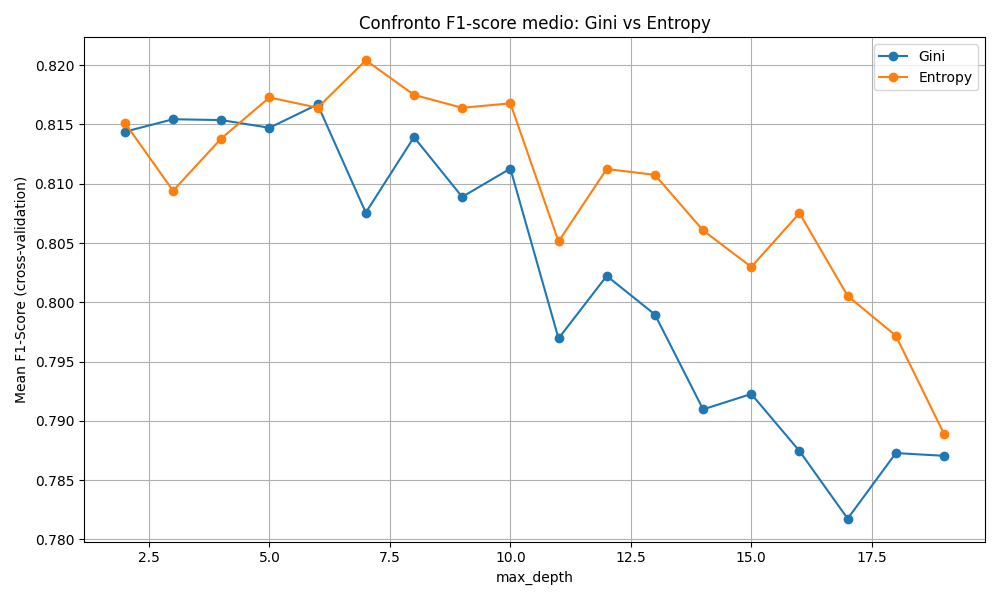 Confronto F1-score medio: Gini vs Entropy
Gini
Entropy
Mean F1-Score (cross-validation)
0.820
0.815
0.810
0.805
0.800
0.795
0.790
0.785
0.780
2.5 5.0 7.5 10.0 12.5 15.0 17.5
max_depth